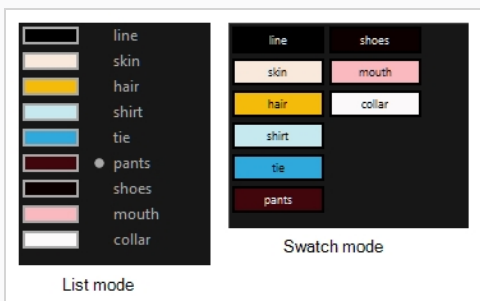 line
skin
hair
shirt
tie
pants
shoes
mouth
collar
List mode
line shoes
skin mouth
hair collar
shirt
tie
pants
Swatch mode